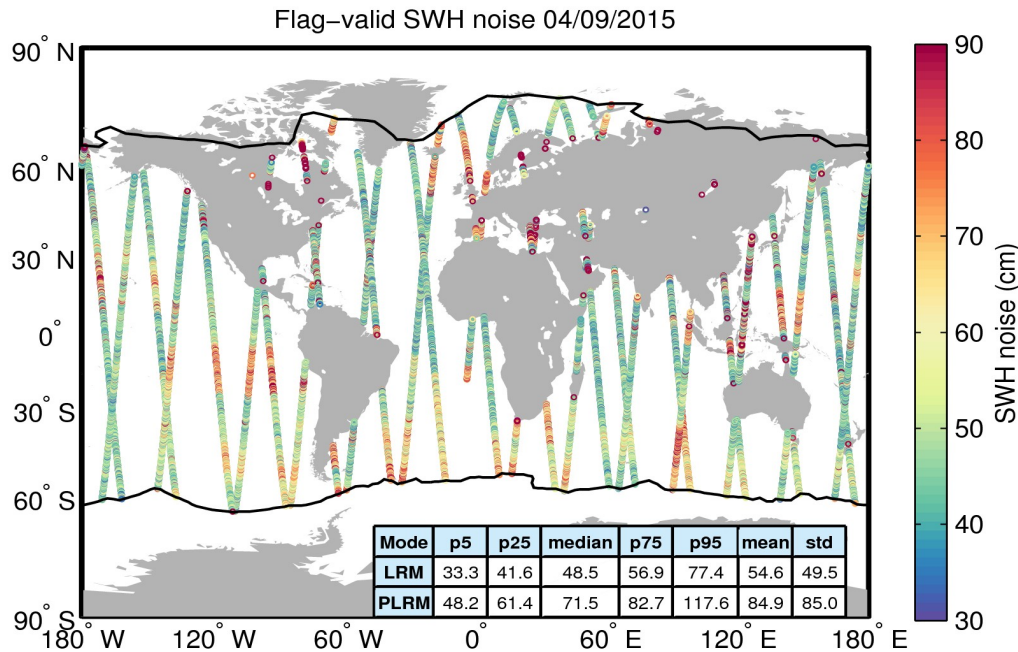 Flag−valid SWH noise 04/09/2015
90° N
60° N
30° N
0°
30° S
60° S
90° S
180° W
120° W
60° W
0°
60° E
120° E
180° E
Mode p5 p25 median p75 p95 mean std
LRM 33.3 41.6 48.5 56.9 77.4 54.6 49.5
PLRM 48.2 61.4 71.5 82.7 117.6 84.9 85.0
90
80
70
60
50
40
30
SWH noise (cm)